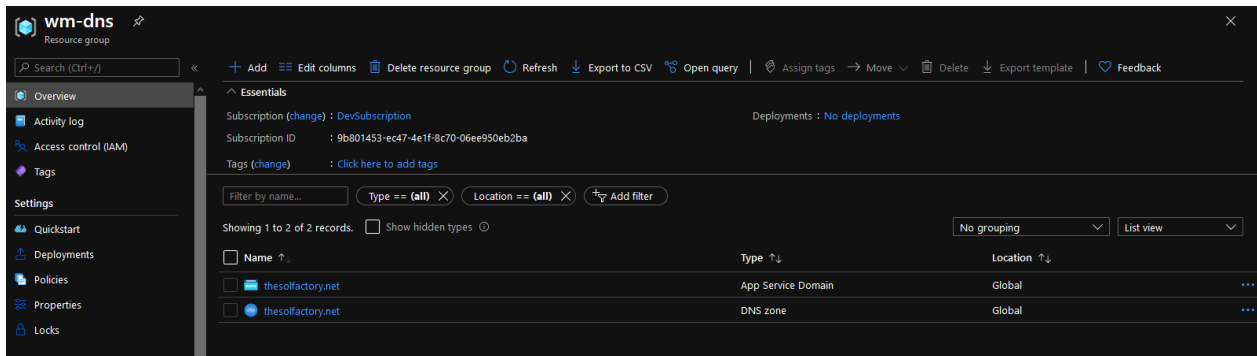 wm-dns
Resource group
Search (Ctrl+/)
Overview
Activity log
Access control (IAM)
Tags
Settings
Quickstart
Deployments
Policies
Properties
Locks
Add Edit columns Delete resource group Refresh Export to CSV Open query Assign tags Move Delete Export template Feedback
Essentials
Subscription (change) : DevSubscription Deployments : No deployments
Subscription ID : 9b801453-ec47-4e1f-8c70-06ee950eb2ba
Tags (change) : Click here to add tags
Filter by name... Type == (all) Location == (all) Add filter
Showing 1 to 2 of 2 records. Show hidden types No grouping List view
Name Type Location
thesolfactory.net App Service Domain Global
thesolfactory.net DNS zone Global